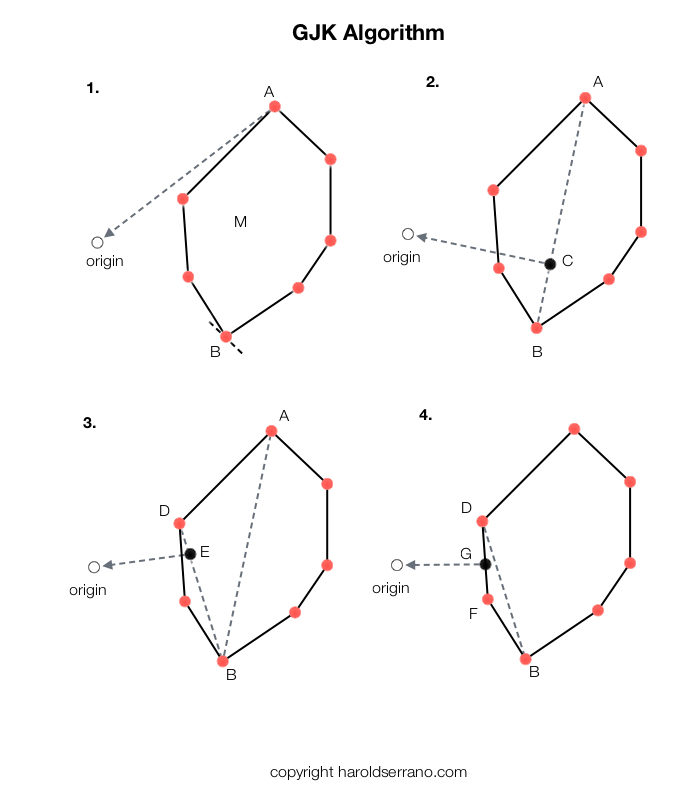 GJK Algorithm
1.
A
M
origin
B
2.
A
origin
C
B
3.
A
D
E
origin
B
4.
D
G
origin
F
B
copyright haroldserrano.com